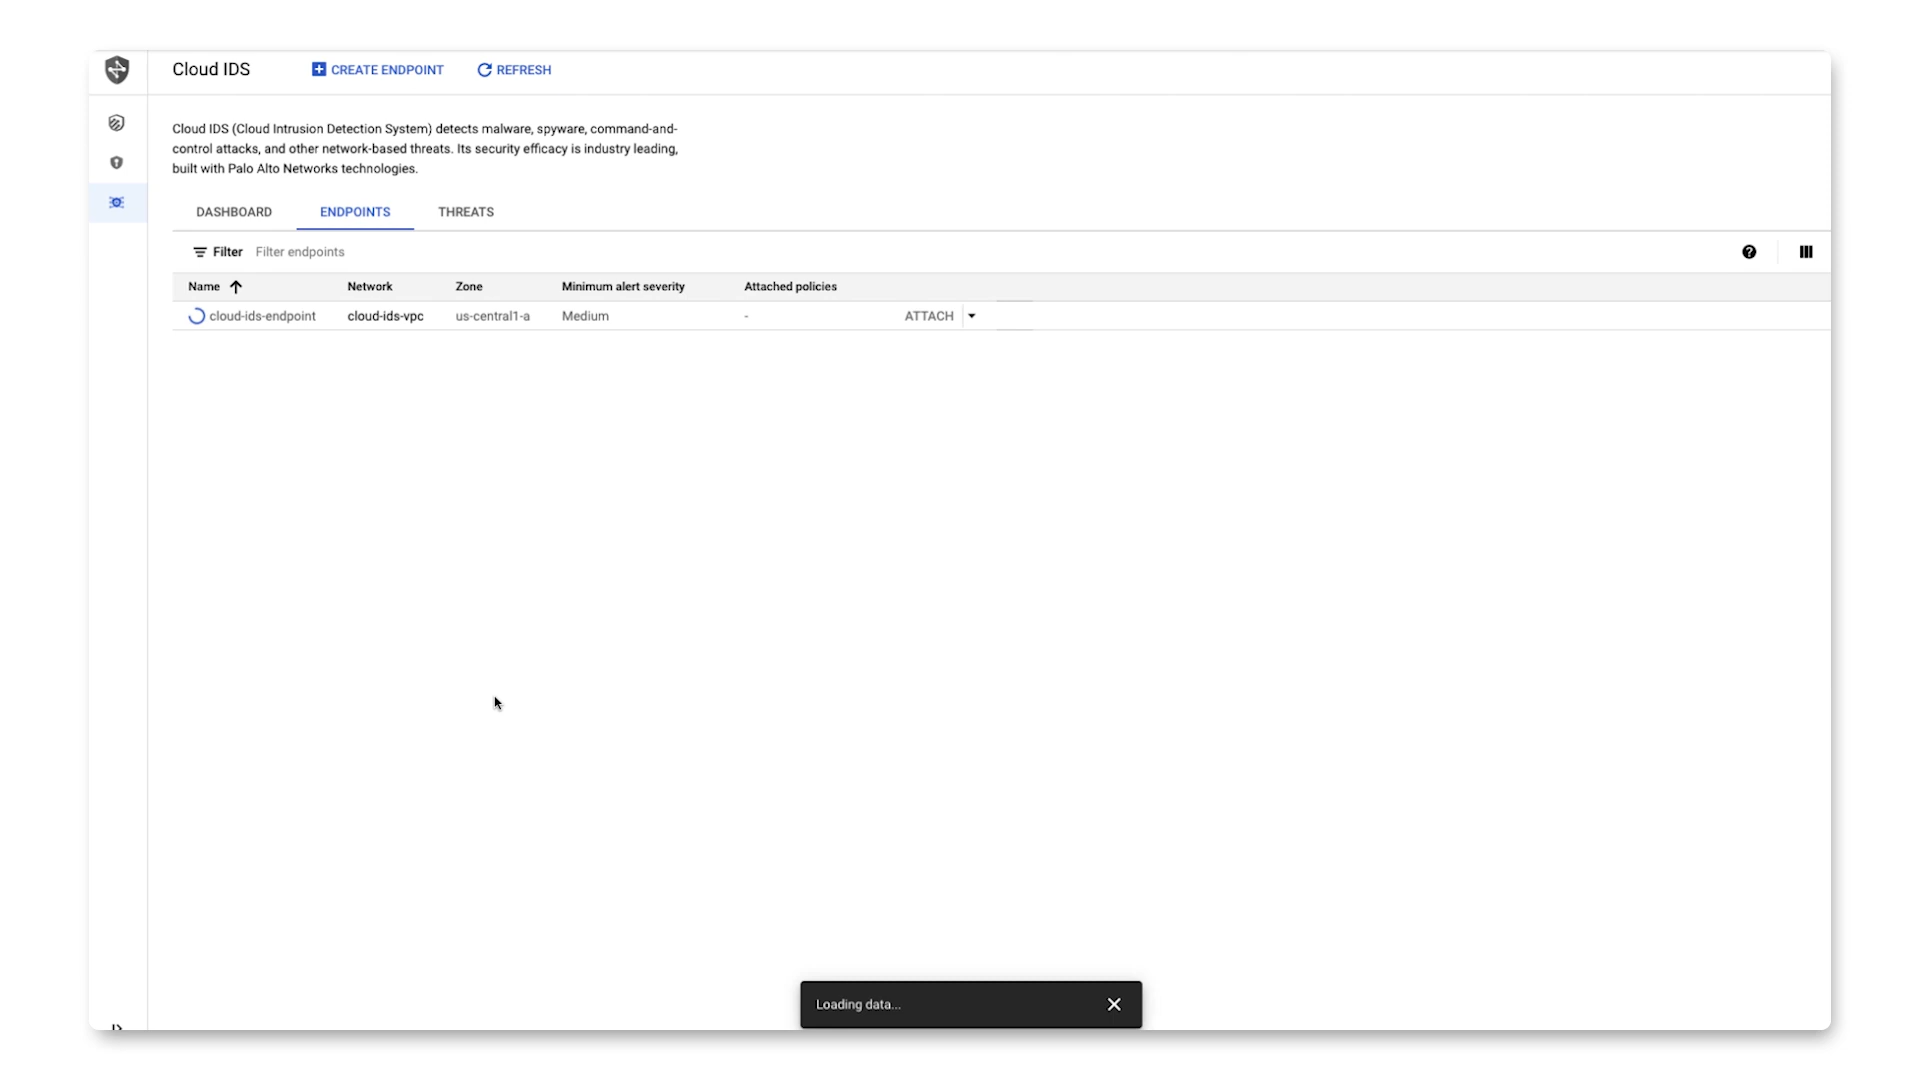 Cloud IDS
CREATE ENDPOINT
REFRESH
Cloud IDS (Cloud Intrusion Detection System) detects malware, spyware, command-and-
control attacks, and other network-based threats. Its security efficacy is industry leading,
built with Palo Alto Networks technologies.
DASHBOARD ENDPOINTS THREATS
Filter Filter endpoints
Name Network Zone Minimum alert severity Attached policies
cloud-ids-endpoint cloud-ids-vpc us-central1-a Medium - ATTACH
Loading data...